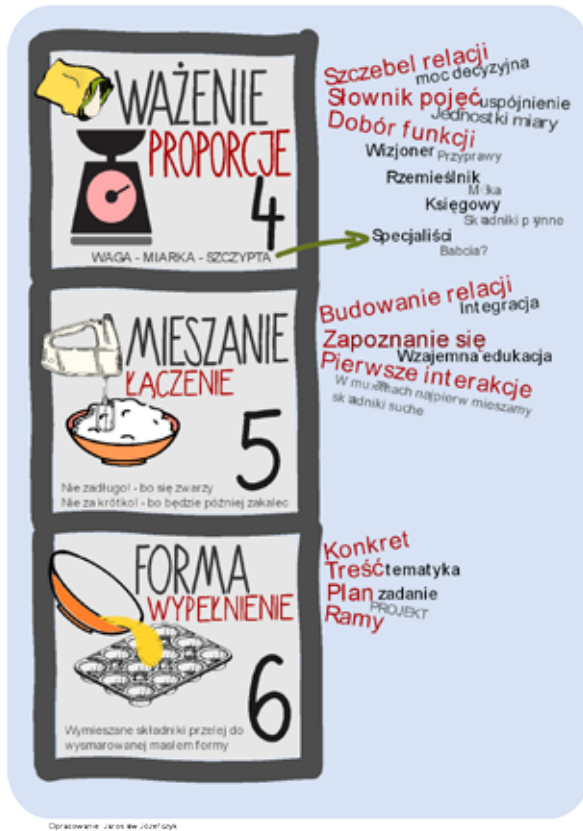 WAŻENIE
PROPORCJE
4
WAGA - MIARKA - SZCZYPTA
Szczebel relacji
moc decyzyjna
Słownik pojęć uspójnienie
Jednostki miary
Dobór funkcji
Wizjoner Przyprawy
Rzemieślnik
Mąka
Księgowy
Składniki płynne
Specjaliści
Babcia?
MIESZANIE
ŁĄCZENIE
5
Nie zadługo! - bo się zwarzy
Nie za krótko! - bo będzie później zakalec
Budowanie relacji
Integracja
Zapoznanie się
Wzajemna edukacja
Pierwsze interakcje
W muffinkach najpierw mieszamy
składniki suche
FORMA
WYPEŁNIENIE
6
Wymieszane składniki przelej do
wysmarowanej masłem formy
Konkret
Treść tematyka
Plan zadanie
PROJEKT
Ramy
Opracowanie: Jarosław Józefczyk